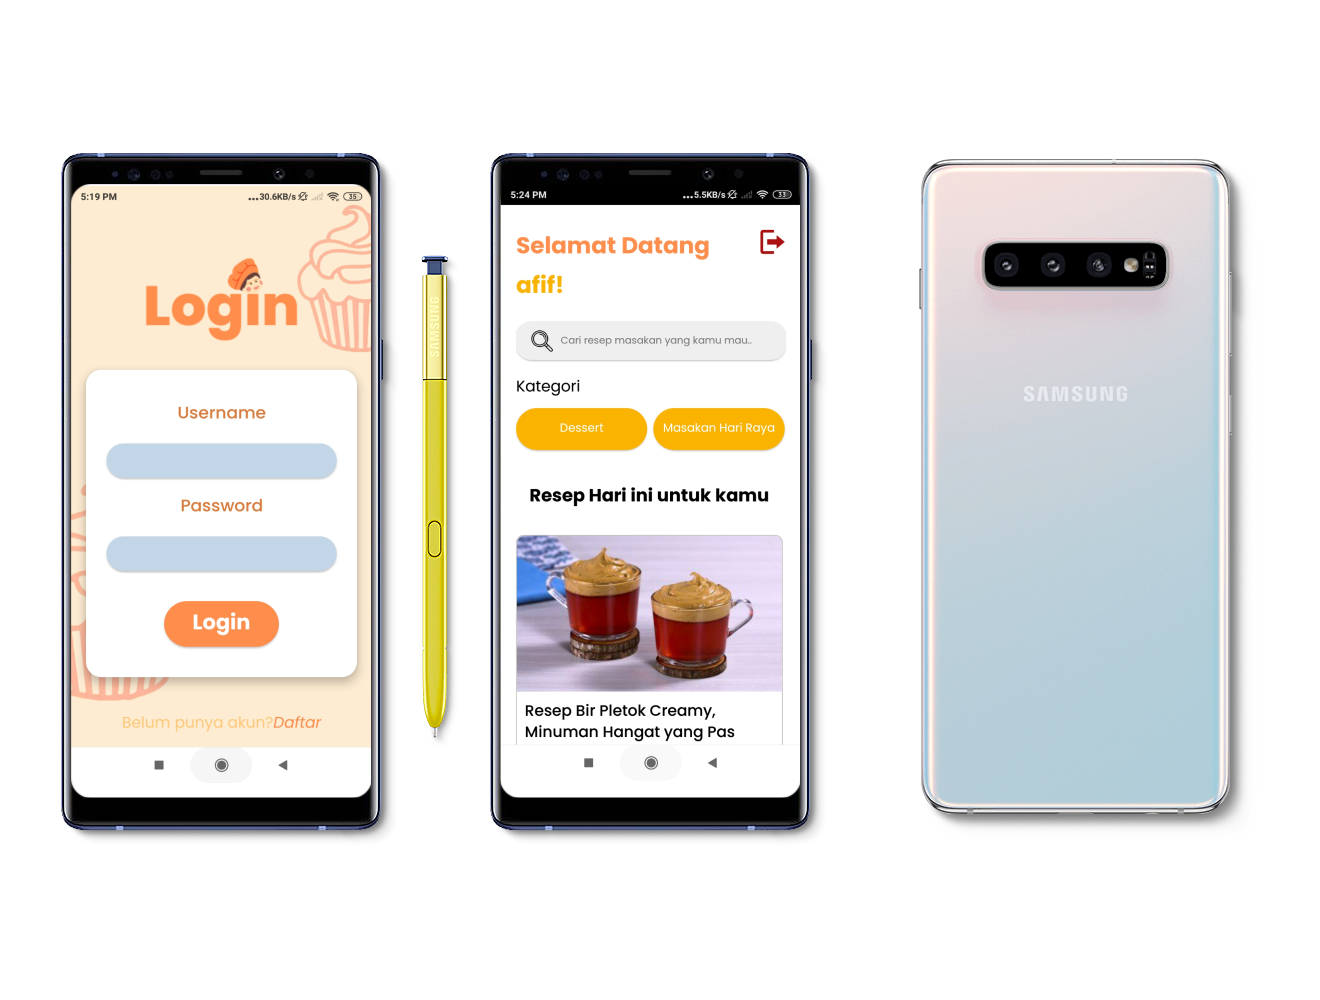 5:19 PM
...30.6KB/s
35
Login
Username
Password
Login
Belum punya akun?Daftar
SAMSUNG
5:24 PM
...5.5KB/s
33
Selamat Datang
afif!
Cari resep masakan yang kamu mau..
Kategori
Dessert
Masakan Hari Raya
Resep Hari ini untuk kamu
Resep Bir Pletok Creamy,
Minuman Hangat yang Pas
SAMSUNG